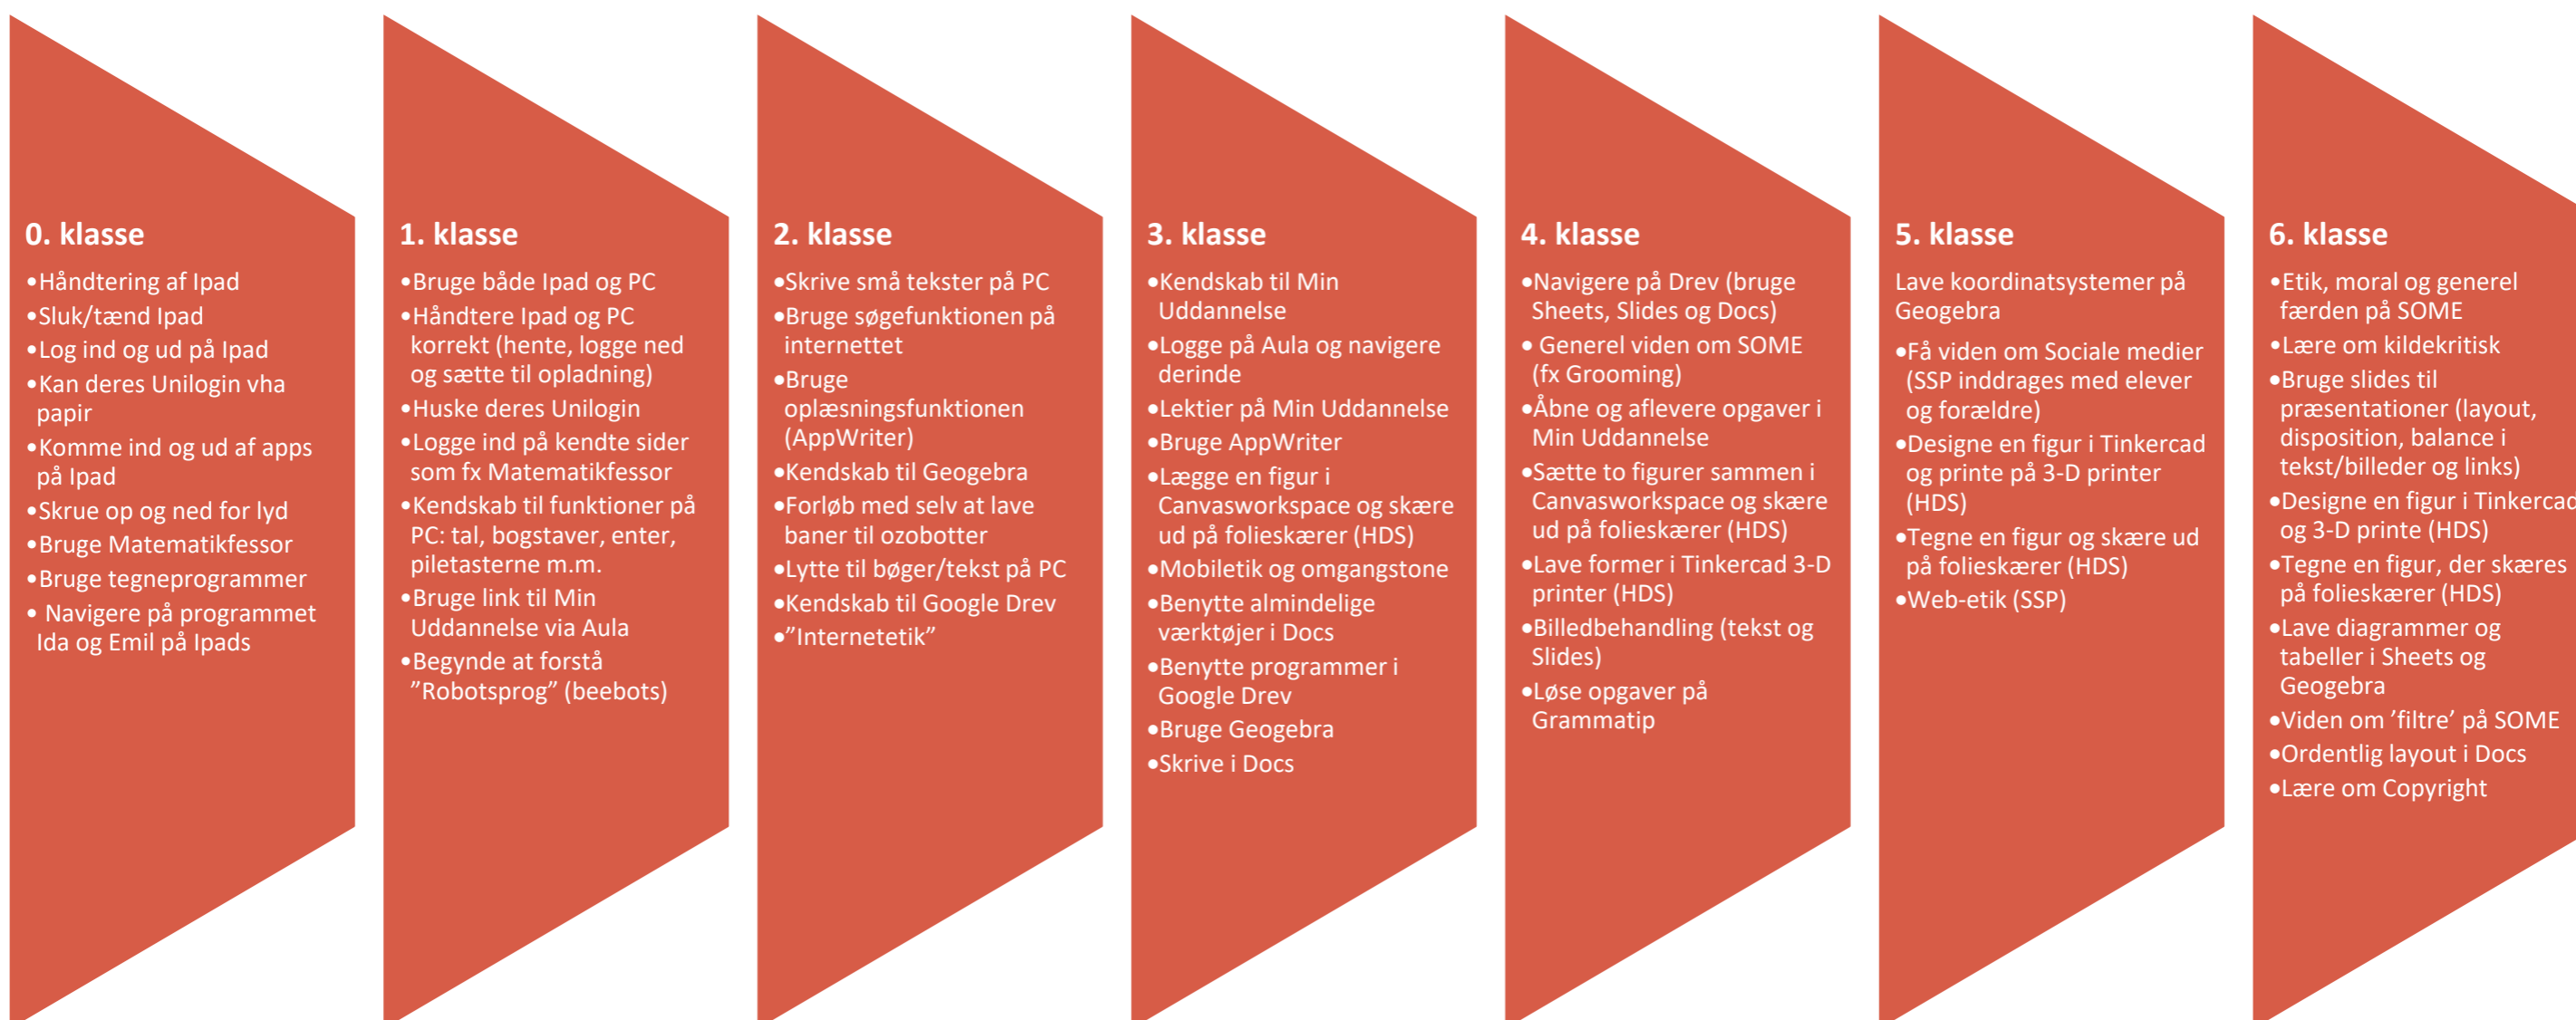 0. klasse
•Håndtering af Ipad
•Sluk/tænd Ipad
•Log ind og ud på Ipad
•Kan deres Unilogin vha
papir
•Komme ind og ud af apps
på Ipad
•Skrue op og ned for lyd
•Bruge Matematikfessor
•Bruge tegneprogrammer
• Navigere på programmet
Ida og Emil på Ipads
1. klasse
•Bruge både Ipad og PC
•Håndtere Ipad og PC
korrekt (hente, logge ned
og sætte til opladning)
•Huske deres Unilogin
•Logge ind på kendte sider
som fx Matematikfessor
•Kendskab til funktioner på
PC: tal, bogstaver, enter,
piletasterne m.m.
•Bruge link til Min
Uddannelse via Aula
•Begynde at forstå
”Robotsprog” (beebots)
2. klasse
•Skrive små tekster på PC
•Bruge søgefunktionen på
internettet
•Bruge
oplæsningsfunktionen
(AppWriter)
•Kendskab til Geogebra
•Forløb med selv at lave
baner til ozobotter
•Lytte til bøger/tekst på PC
•Kendskab til Google Drev
•”Internetetik”
3. klasse
•Kendskab til Min
Uddannelse
•Logge på Aula og navigere
derinde
•Lektier på Min Uddannelse
•Bruge AppWriter
•Lægge en figur i
Canvasworkspace og skære
ud på folieskærer (HDS)
•Mobiletik og omgangstone
•Benytte almindelige
værktøjer i Docs
•Benytte programmer i
Google Drev
•Bruge Geogebra
•Skrive i Docs
4. klasse
•Navigere på Drev (bruge
Sheets, Slides og Docs)
• Generel viden om SOME
(fx Grooming)
•Åbne og aflevere opgaver i
Min Uddannelse
•Sætte to figurer sammen i
Canvasworkspace og skære
ud på folieskærer (HDS)
•Lave former i Tinkercad 3-D
printer (HDS)
•Billedbehandling (tekst og
Slides)
•Løse opgaver på
Grammatip
5. klasse
Lave koordinatsystemer på
Geogebra
•Få viden om Sociale medier
(SSP inddrages med elever
og forældre)
•Designe en figur i Tinkercad
og printe på 3-D printer
(HDS)
•Tegne en figur og skære ud
på folieskærer (HDS)
•Web-etik (SSP)
6. klasse
•Etik, moral og generel
færden på SOME
•Lære om kildekritisk
•Bruge slides til
præsentationer (layout,
disposition, balance i
tekst/billeder og links)
•Designe en figur i Tinkercad
og 3-D printe (HDS)
•Tegne en figur, der skæres
på folieskærer (HDS)
•Lave diagrammer og
tabeller i Sheets og
Geogebra
•Viden om ’filtre’ på SOME
•Ordentlig layout i Docs
•Lære om Copyright